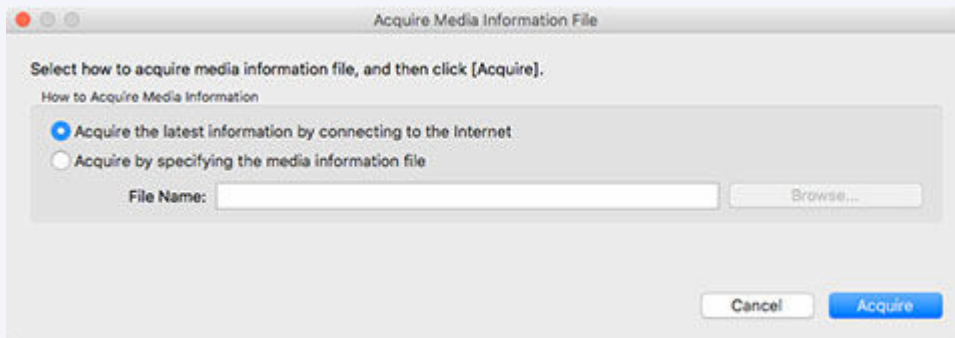 Acquire Media Information File
Select how to acquire media information file, and then click [Acquire].
How to Acquire Media Information
Acquire the latest information by connecting to the Internet
Acquire by specifying the media information file
File Name:
Browse...
Cancel
Acquire